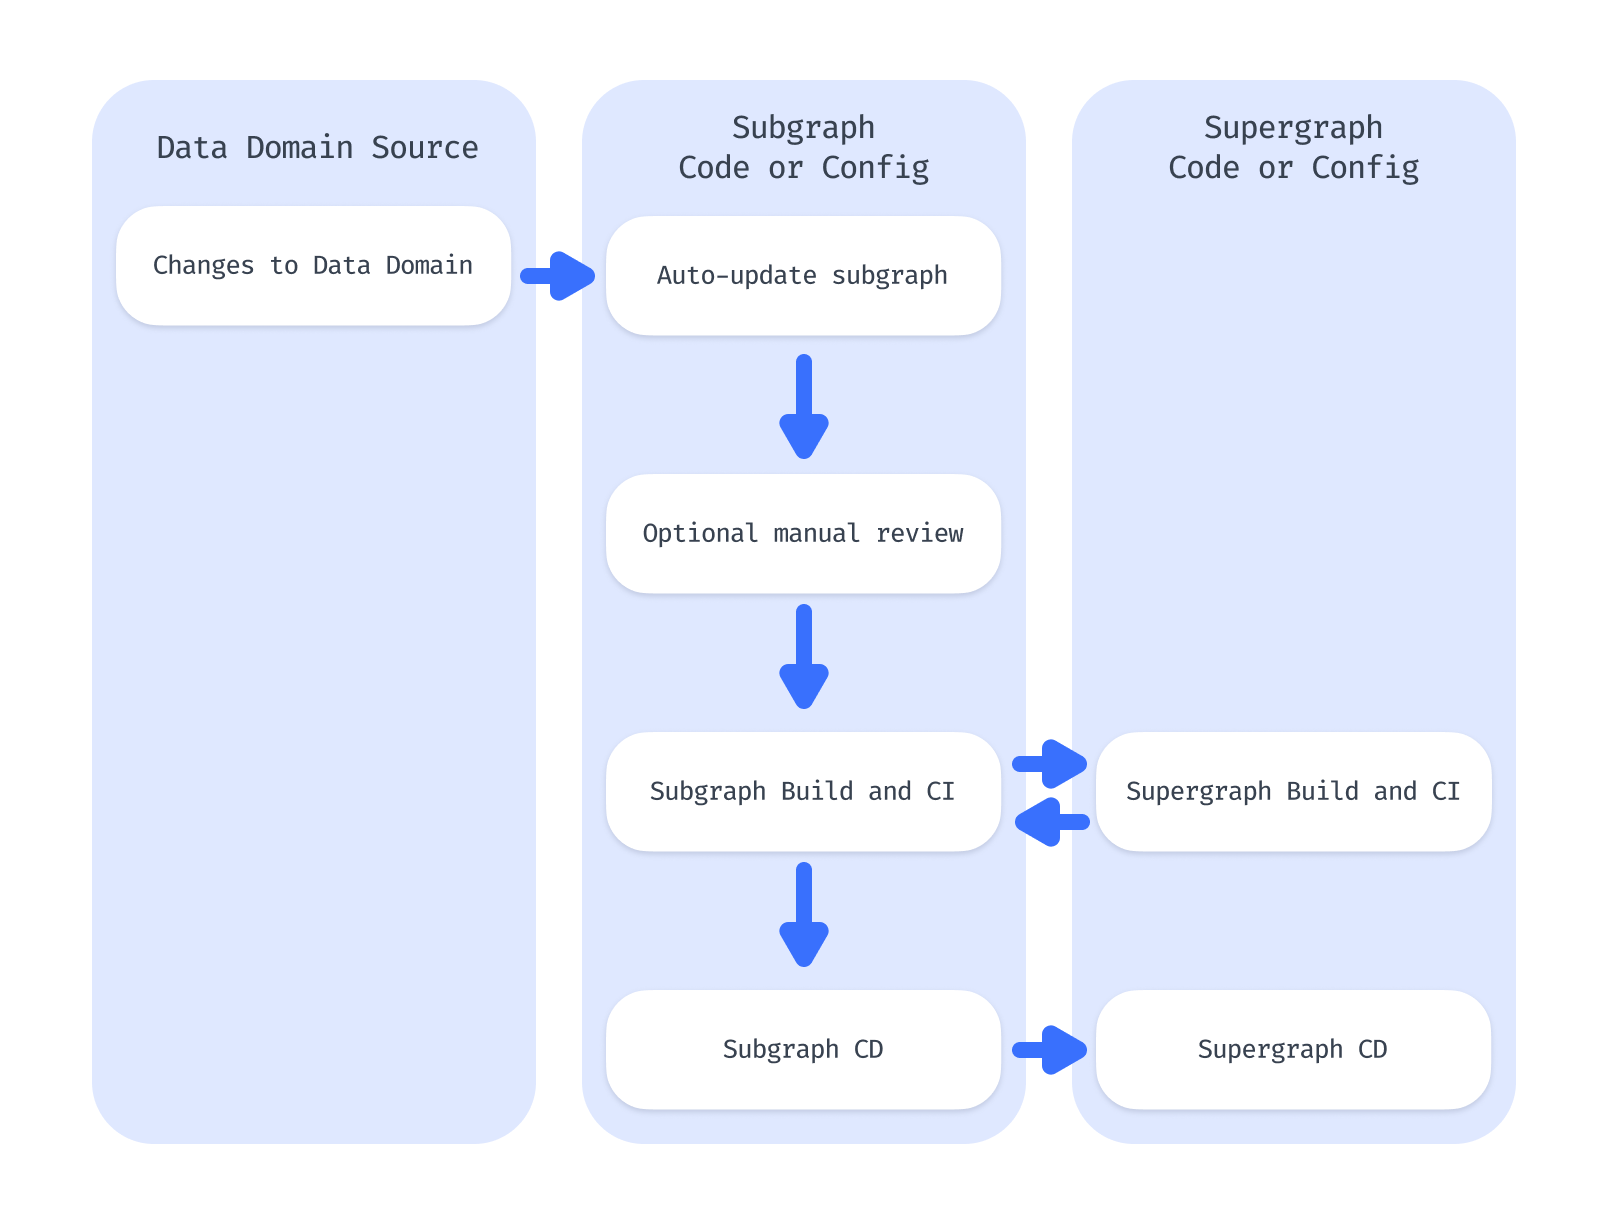 Data Domain Source
Changes to Data Domain
Subgraph
Code or Config
Auto-update subgraph
Optional manual review
Subgraph Build and CI
Subgraph CD
Supergraph
Code or Config
Supergraph Build and CI
Supergraph CD